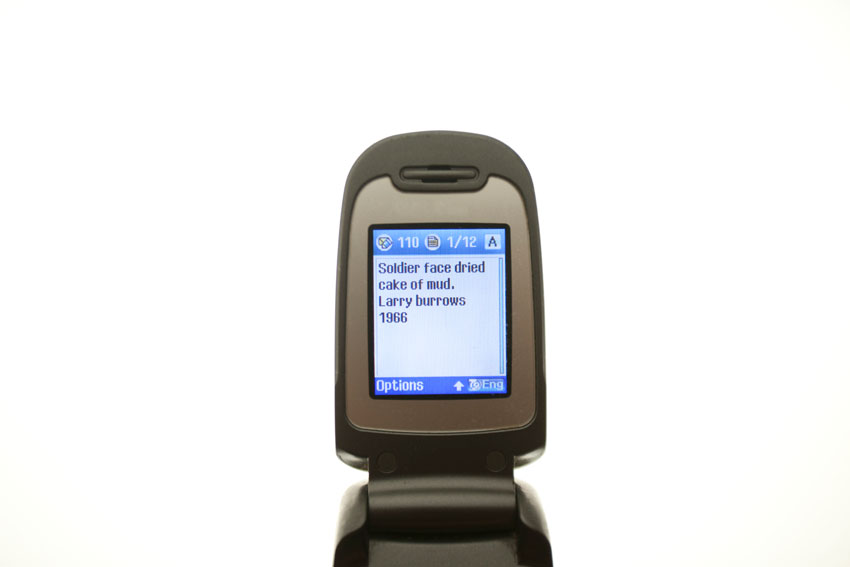 110 1/12 A
Soldier face dried
cake of mud.
Larry burrows
1966
Options Eng